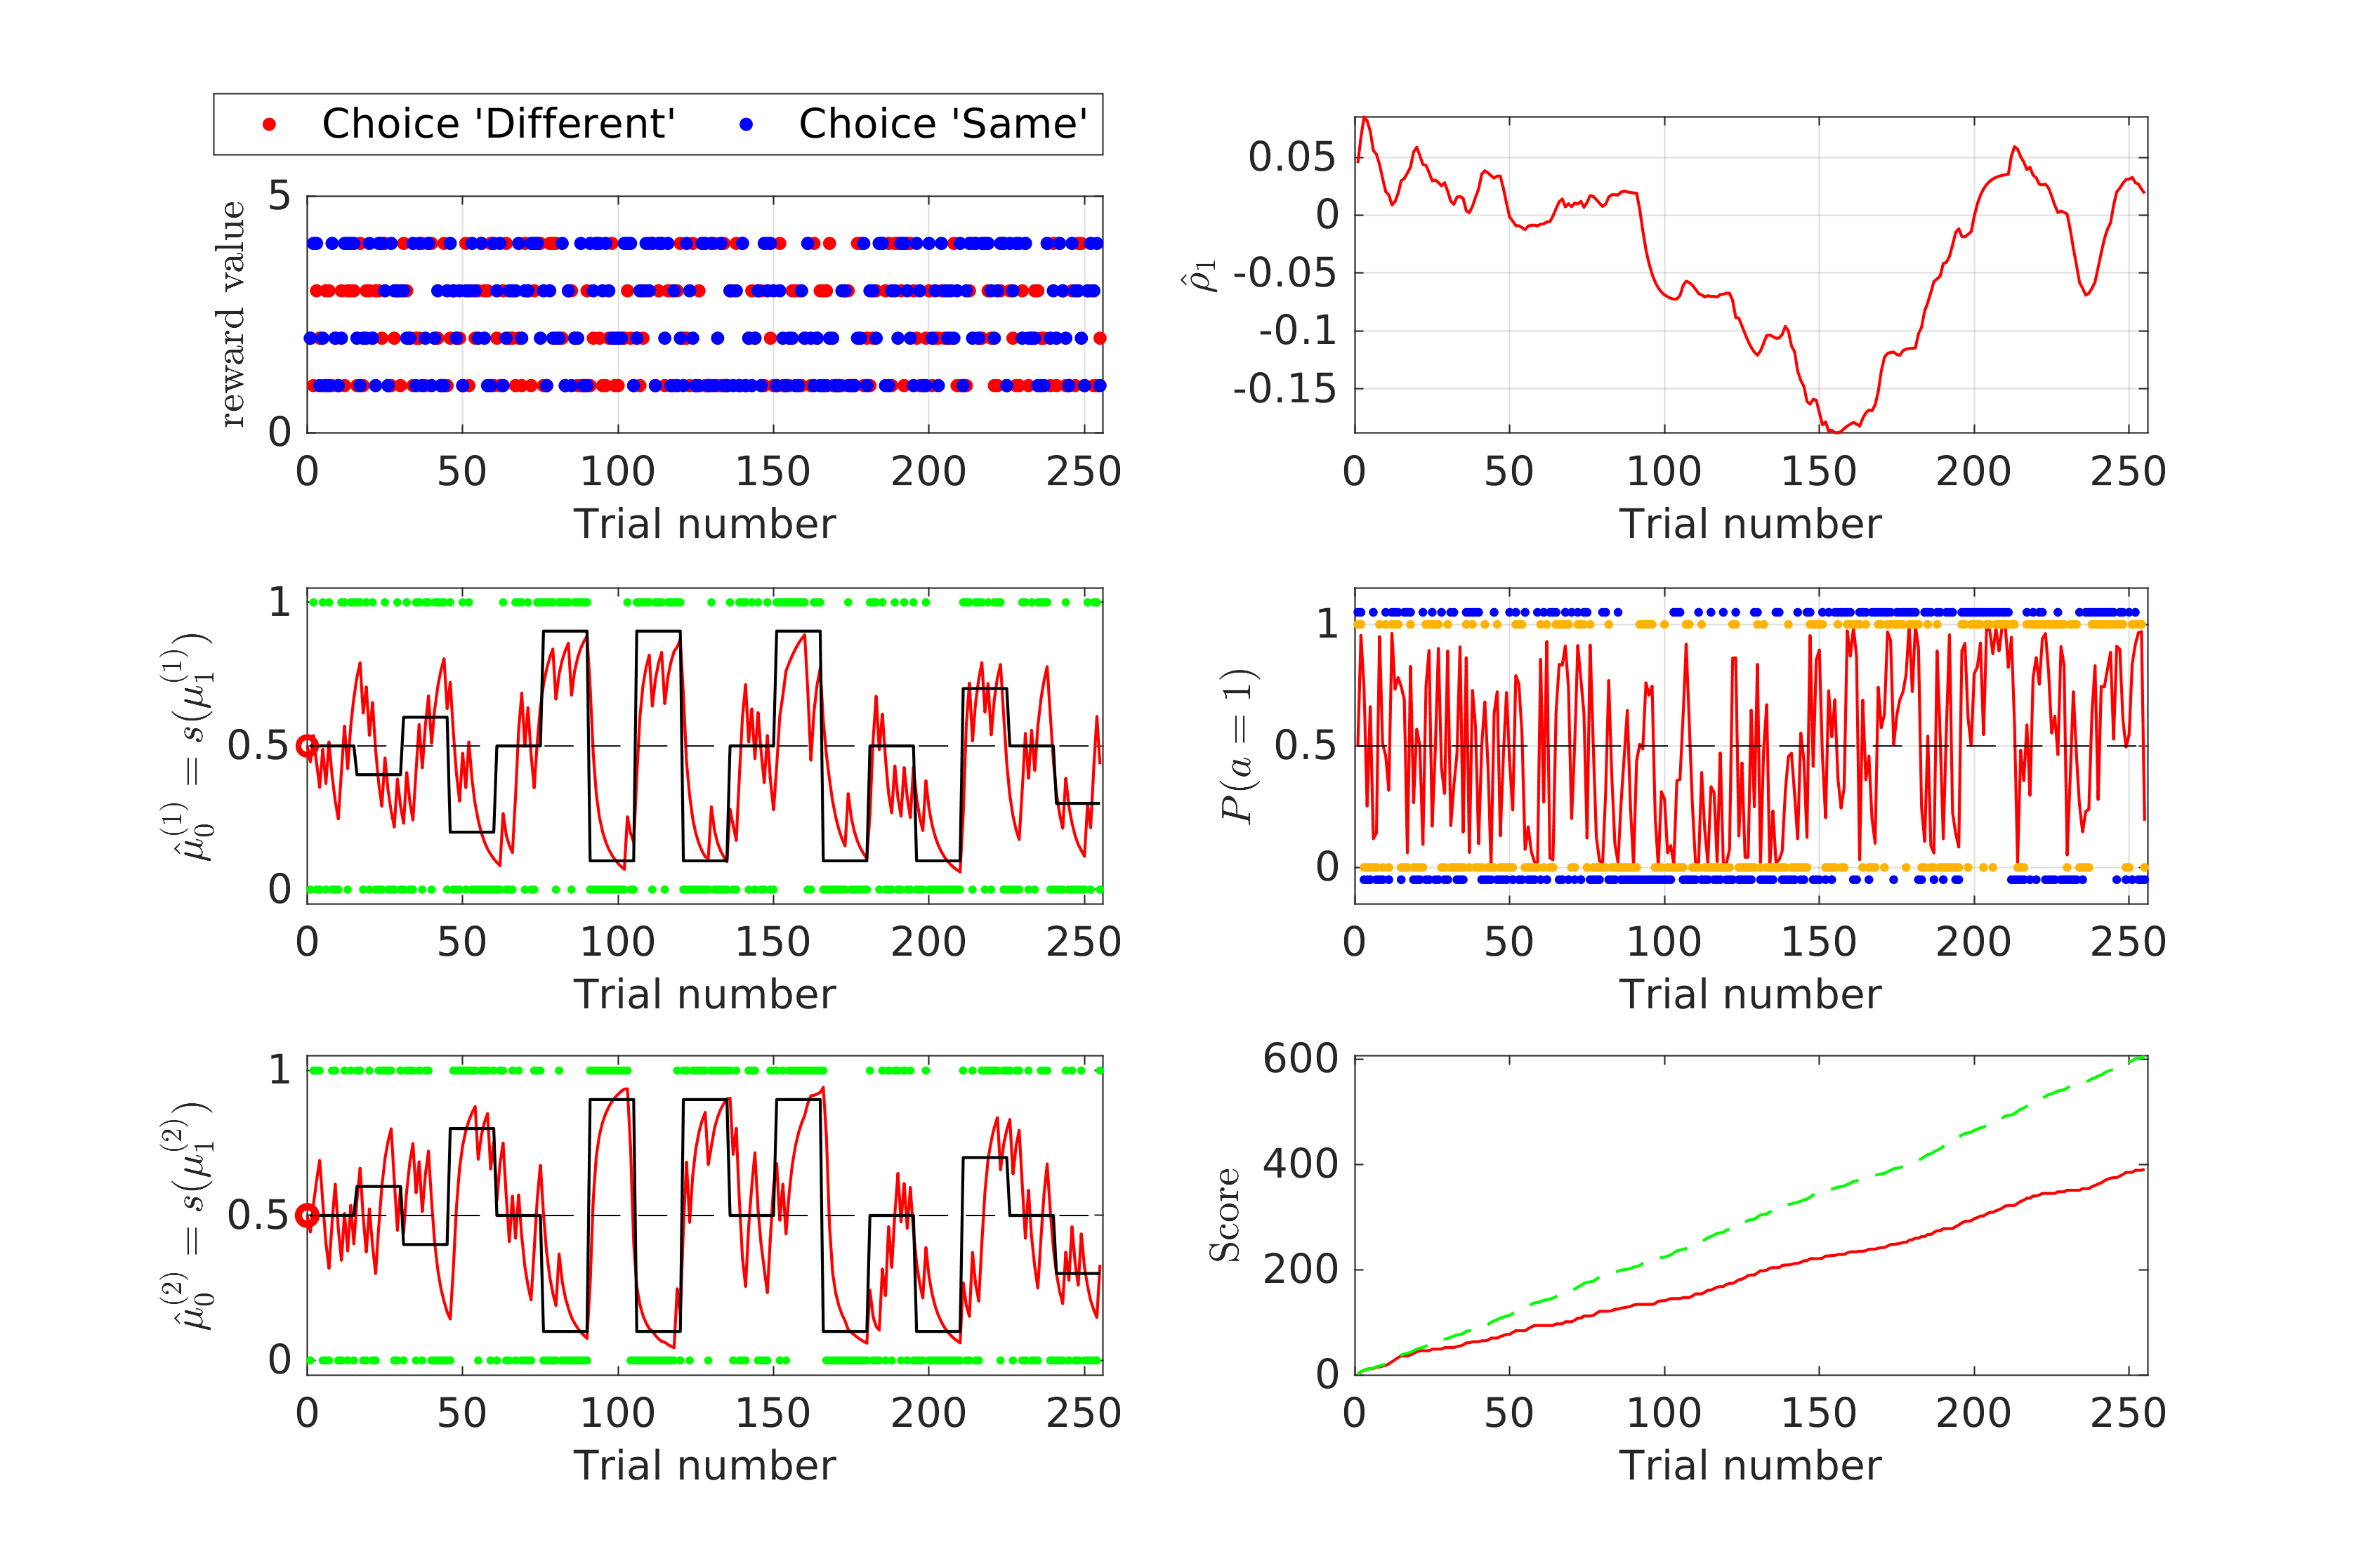 Choice 'Different' Choice 'Same'
5
0
reward value
0 50 100 150 200 250
Trial number
0.05
0
-0.05
-0.1
-0.15
ρ̂₁
0 50 100 150 200 250
Trial number
1
0.5
0
μ̂₀⁽¹⁾ = s(μ₁⁽¹⁾)
0 50 100 150 200 250
Trial number
1
0.5
0
P(a = 1)
0 50 100 150 200 250
Trial number
1
0.5
0
μ̂₀⁽²⁾ = s(μ₁⁽²⁾)
0 50 100 150 200 250
Trial number
600
400
200
0
Score
0 50 100 150 200 250
Trial number